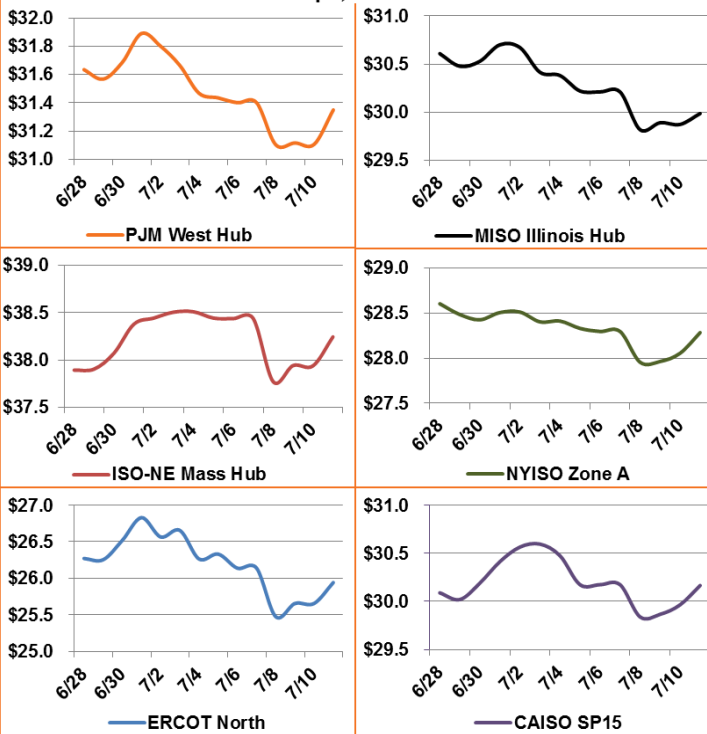 $32.0
$31.8
$31.6
$31.4
$31.2
$31.0
6/28 6/30 7/2 7/4 7/6 7/8 7/10
PJM West Hub
$31.0
$30.5
$30.0
$29.5
6/28 6/30 7/2 7/4 7/6 7/8 7/10
MISO Illinois Hub
$39.0
$38.5
$38.0
$37.5
6/28 6/30 7/2 7/4 7/6 7/8 7/10
ISO-NE Mass Hub
$29.0
$28.5
$28.0
$27.5
6/28 6/30 7/2 7/4 7/6 7/8 7/10
NYISO Zone A
$27.0
$26.5
$26.0
$25.5
$25.0
6/28 6/30 7/2 7/4 7/6 7/8 7/10
ERCOT North
$31.0
$30.5
$30.0
$29.5
6/28 6/30 7/2 7/4 7/6 7/8 7/10
CAISO SP15